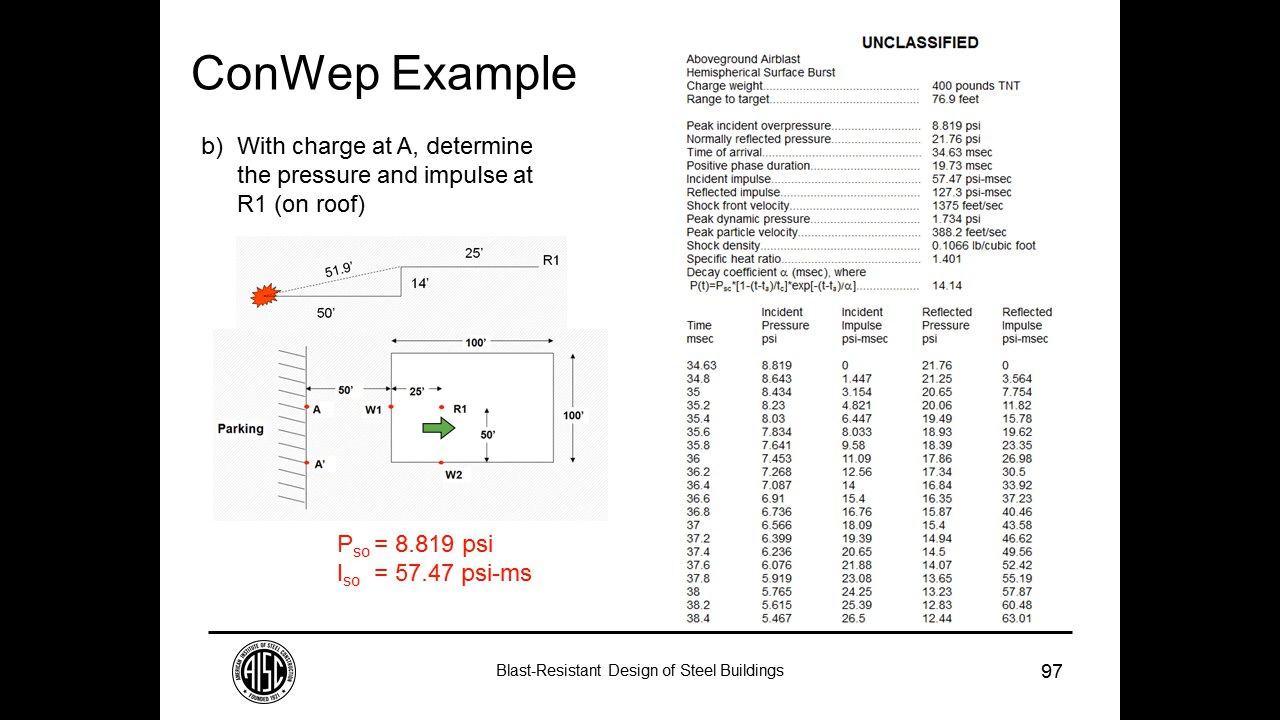 ConWep Example
b) With charge at A, determine
the pressure and impulse at
R1 (on roof)
51.9'
25'
R1
14'
50'
100'
50'
25'
A
W1
R1
100'
Parking
50'
A'
W2
Pso = 8.819 psi
Iso = 57.47 psi-ms
UNCLASSIFIED
Aboveground Airblast
Hemispherical Surface Burst
Charge weight.................................................... 400 pounds TNT
Range to target.................................................. 76.9 feet
Peak incident overpressure.............................. 8.819 psi
Normally reflected pressure.............................. 21.76 psi
Time of arrival..................................................... 34.63 msec
Positive phase duration..................................... 19.73 msec
Incident impulse.................................................. 57.47 psi-msec
Reflected impulse............................................... 127.3 psi-msec
Shock front velocity............................................ 1375 feet/sec
Peak dynamic pressure..................................... 1.734 psi
Peak particle velocity......................................... 388.2 feet/sec
Shock density...................................................... 0.1066 lb/cubic foot
Specific heat ratio............................................... 1.401
Decay coefficient α (msec), where
P(t)=Pso*[1-(t-ta)/to]*exp[-(t-ta)/α]..................... 14.14
Incident Incident Reflected Reflected
Time Pressure Impulse Pressure Impulse
msec psi psi-msec psi psi-msec
34.63 8.819 0 21.76 0
34.8 8.643 1.447 21.25 3.564
35 8.434 3.154 20.65 7.754
35.2 8.23 4.821 20.06 11.82
35.4 8.03 6.447 19.49 15.78
35.6 7.834 8.033 18.93 19.62
35.8 7.641 9.58 18.39 23.35
36 7.453 11.09 17.86 26.98
36.2 7.268 12.56 17.34 30.5
36.4 7.087 14 16.84 33.92
36.6 6.91 15.4 16.35 37.23
36.8 6.736 16.76 15.87 40.46
37 6.566 18.09 15.4 43.58
37.2 6.399 19.39 14.94 46.62
37.4 6.236 20.65 14.5 49.56
37.6 6.076 21.88 14.07 52.42
37.8 5.919 23.08 13.65 55.19
38 5.765 24.25 13.23 57.87
38.2 5.615 25.39 12.83 60.48
38.4 5.467 26.5 12.44 63.01
AMERICAN INSTITUTE OF STEEL CONSTRUCTION
AISC
FOUNDED 1921
Blast-Resistant Design of Steel Buildings
97